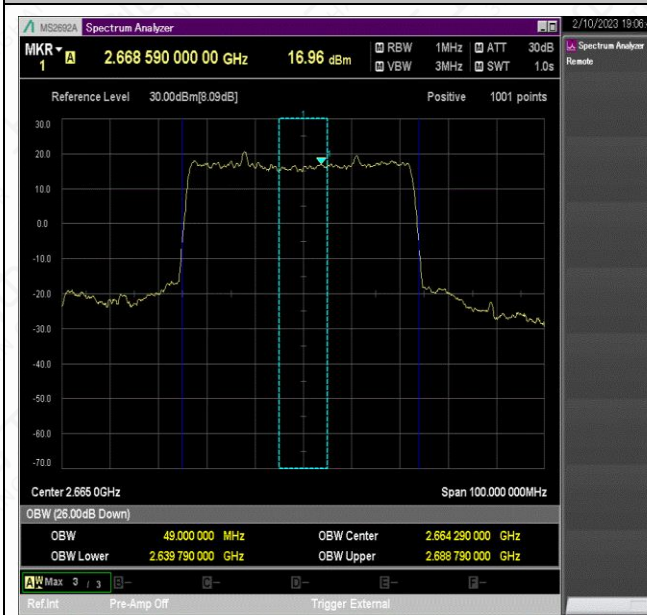 MS2692A Spectrum Analyzer
2/10/2023 19:06
MKR 1 A 2.668 590 000 00 GHz 16.96 dBm
M RBW 1MHz M ATT 30dB
M VBW 3MHz M SWT 1.0s
Spectrum Analyzer
Remote
Reference Level 30.00dBm[8.09dB] Positive 1001 points
30.0
20.0
10.0
0.0
-10.0
-20.0
-30.0
-40.0
-50.0
-60.0
-70.0
Center 2.665 0GHz Span 100.000 000MHz
OBW (26.00dB Down)
OBW 49.000 000 MHz OBW Center 2.664 290 000 GHz
OBW Lower 2.639 790 000 GHz OBW Upper 2.688 790 000 GHz
A W Max 3 / 3 B- C- D- E- F-
Ref.Int Pre-Amp Off Trigger External